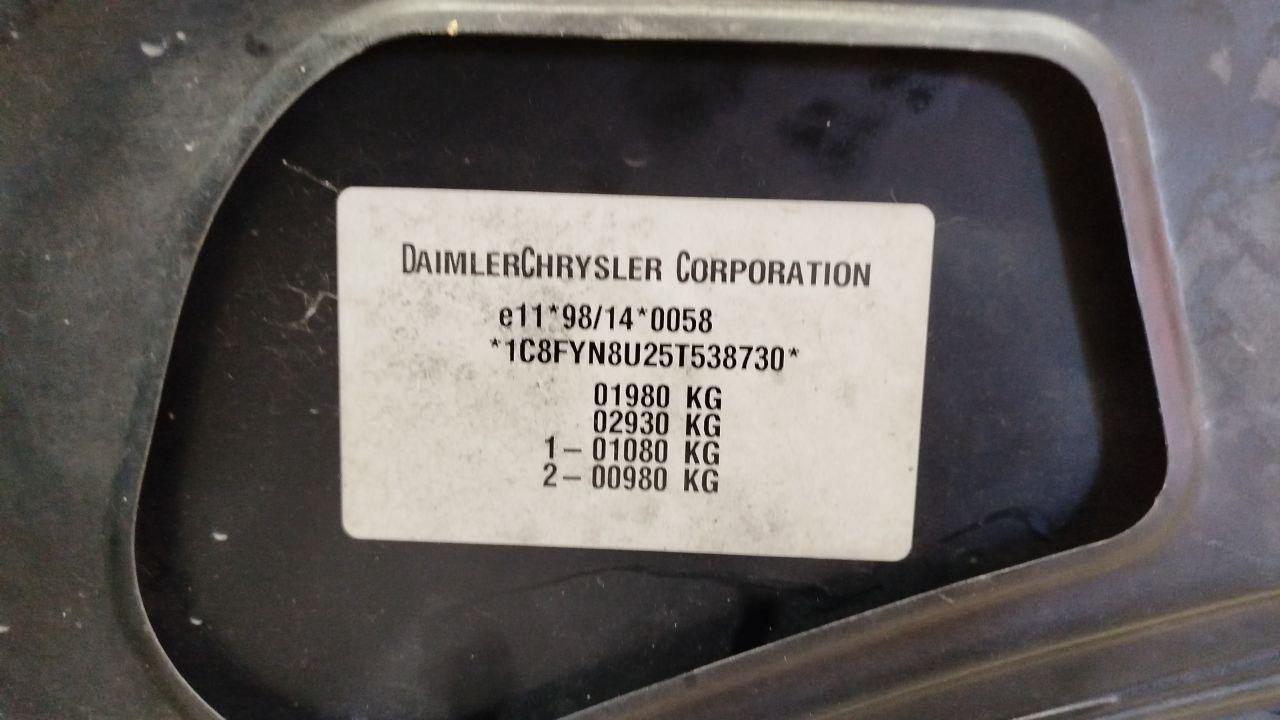 DAIMLERCHRYSLER CORPORATION
e11*98/14*0058
*1C8FYN8U25T538730*
01980 KG
02930 KG
1– 01080 KG
2– 00980 KG